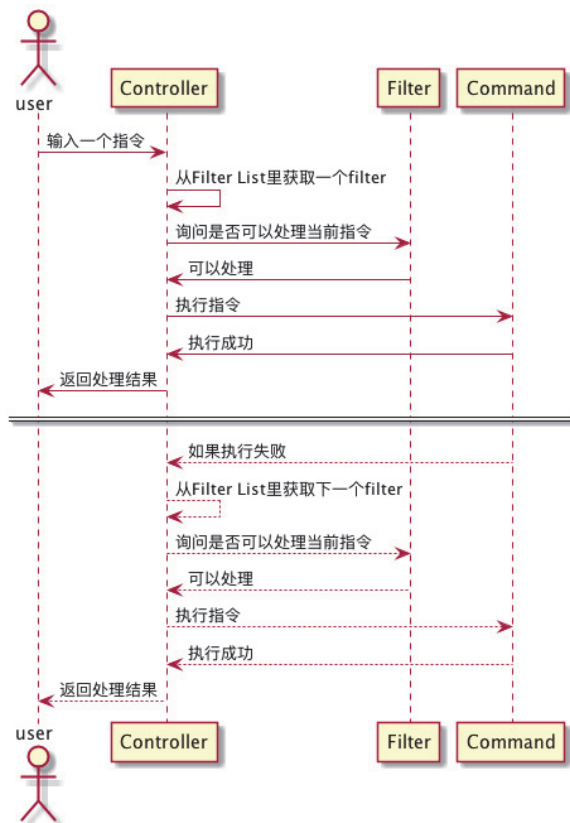 user
Controller
Filter
Command
输入一个指令
从Filter List里获取一个filter
询问是否可以处理当前指令
可以处理
执行指令
执行成功
返回处理结果
如果执行失败
从Filter List里获取下一个filter
询问是否可以处理当前指令
可以处理
执行指令
执行成功
返回处理结果
user
Controller
Filter
Command